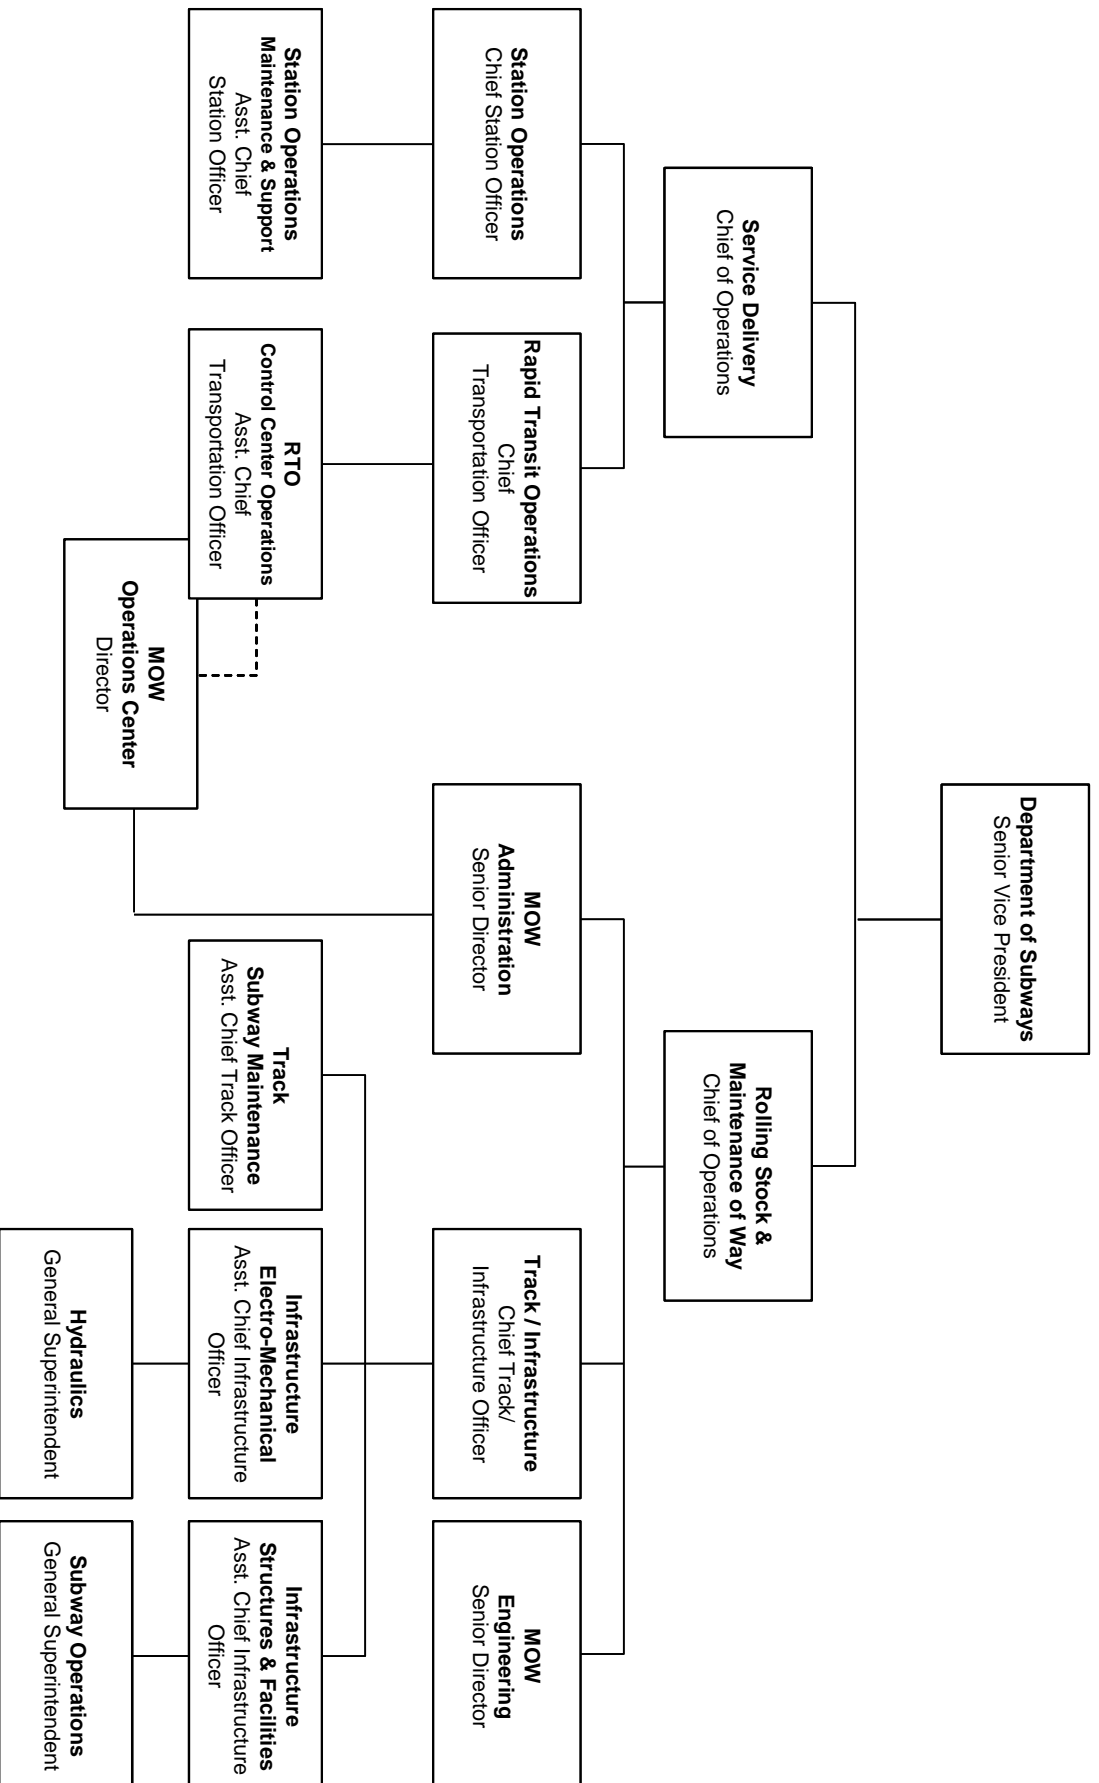 Department of Subways
Senior Vice President
Service Delivery
Chief of Operations
Rolling Stock &
Maintenance of Way
Chief of Operations
Station Operations
Chief Station Officer
Rapid Transit Operations
Chief
Transportation Officer
MOW
Administration
Senior Director
Track / Infrastructure
Chief Track/
Infrastructure Officer
MOW
Engineering
Senior Director
Station Operations
Maintenance & Support
Asst. Chief
Station Officer
RTO
Control Center Operations
Asst. Chief
Transportation Officer
Track
Subway Maintenance
Asst. Chief Track Officer
Infrastructure
Electro-Mechanical
Asst. Chief Infrastructure
Officer
Infrastructure
Structures & Facilities
Asst. Chief Infrastructure
Officer
MOW
Operations Center
Director
Hydraulics
General Superintendent
Subway Operations
General Superintendent